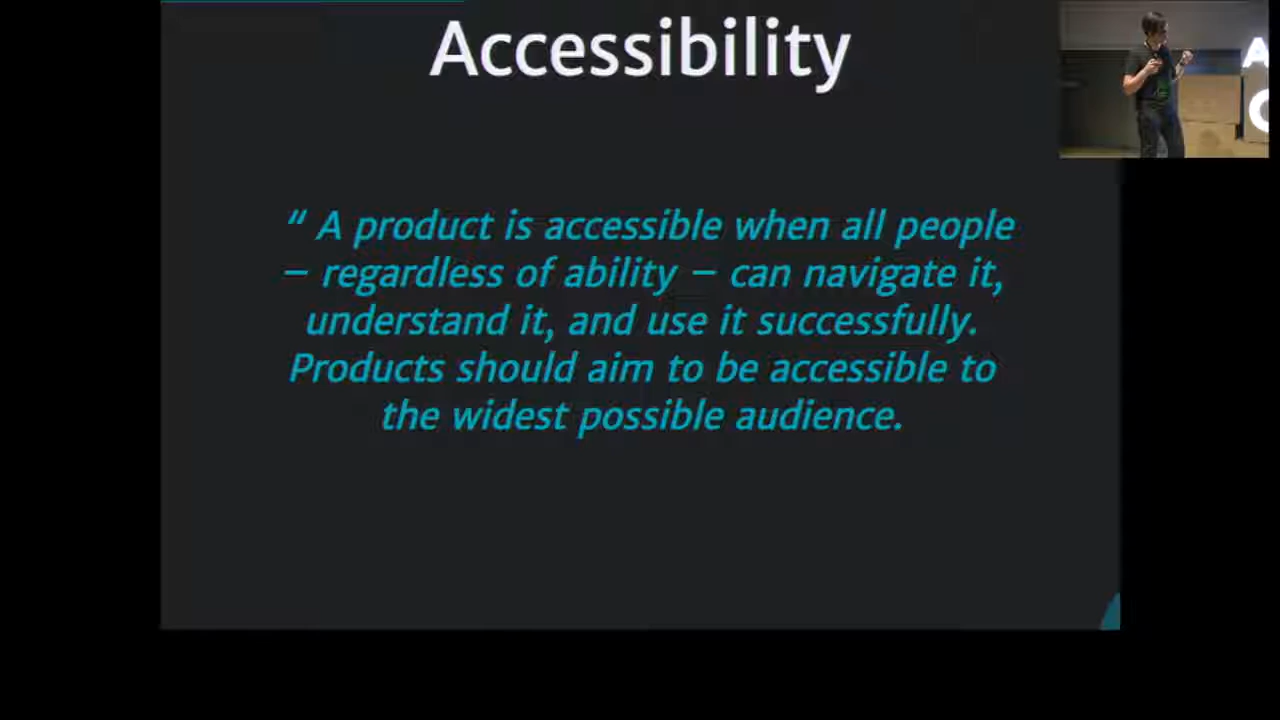 Accessibility
“ A product is accessible when all people
– regardless of ability – can navigate it,
understand it, and use it successfully.
Products should aim to be accessible to
the widest possible audience.
A
C